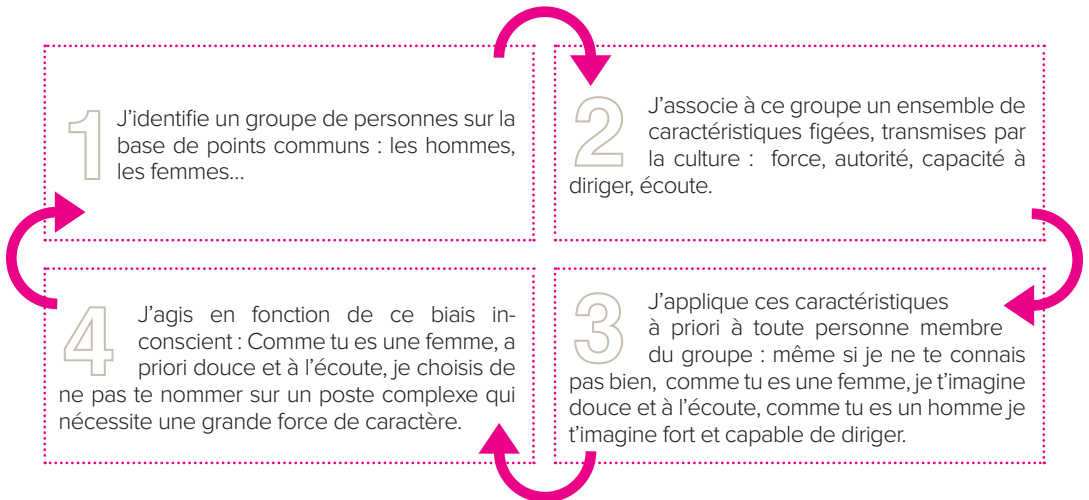 1
J'identifie un groupe de personnes sur la
base de points communs : les hommes,
les femmes...
2
J'associe à ce groupe un ensemble de
caractéristiques figées, transmises par
la culture : force, autorité, capacité à
diriger, écoute.
3
J'applique ces caractéristiques
à priori à toute personne membre
du groupe : même si je ne te connais
pas bien, comme tu es une femme, je t'imagine
douce et à l'écoute, comme tu es un homme je
t'imagine fort et capable de diriger.
4
J'agis en fonction de ce biais in-
conscient : Comme tu es une femme, a
priori douce et à l'écoute, je choisis de
ne pas te nommer sur un poste complexe qui
nécessite une grande force de caractère.